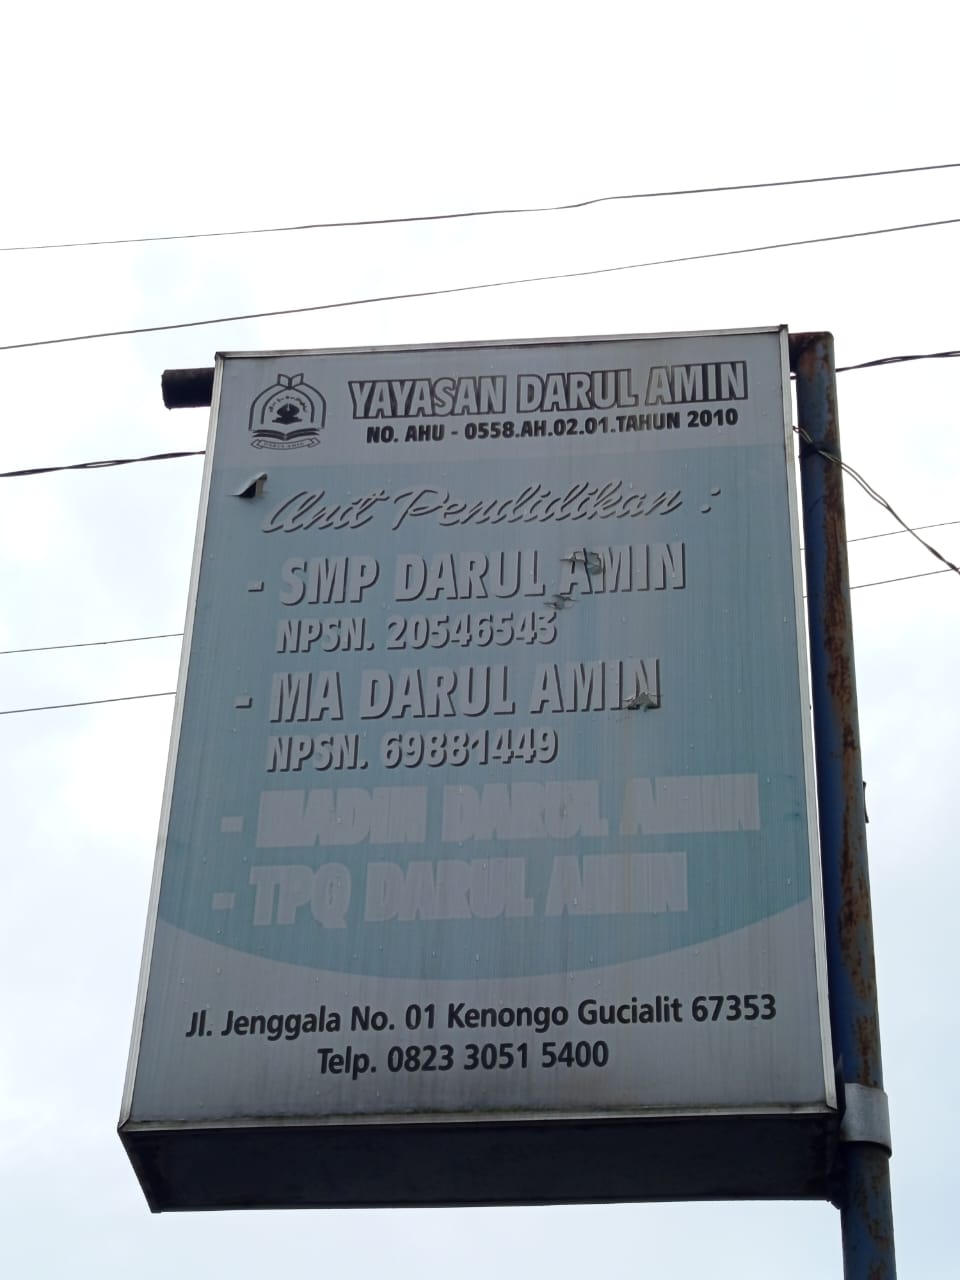 YAYASAN DARUL AMIN
NO. AHU - 0558.AH.02.01.TAHUN 2010
Unit Pendidikan :
- SMP DARUL AMIN
NPSN. 20546543
- MA DARUL AMIN
NPSN. 69881449
- MADIN DARUL AMIN
- TPQ DARUL AMIN
Jl. Jenggala No. 01 Kenongo Gucialit 67353
Telp. 0823 3051 5400